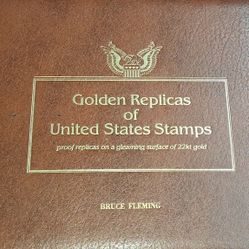 Golden Replicas
of
United States Stamps
proof replicas on a gleaming surface of 22kt gold
BRUCE FLEMING